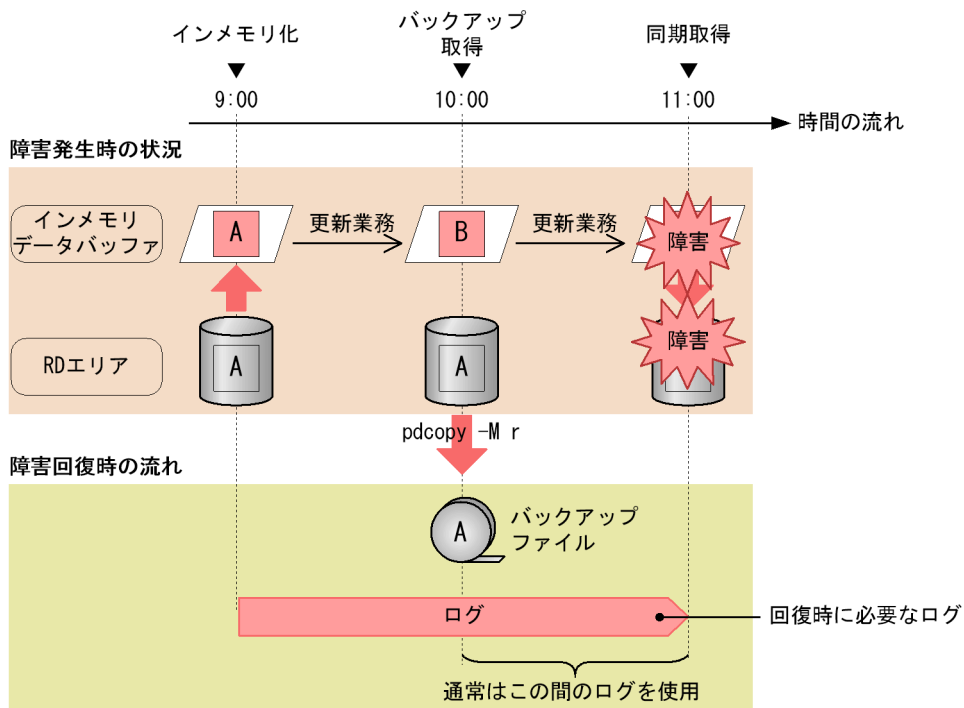 インメモリ化
バックアップ
取得
同期取得
9:00
10:00
11:00
時間の流れ
障害発生時の状況
インメモリ
データバッファ
A
更新業務
B
更新業務
障害
RDエリア
A
A
障害
pdcopy -M r
障害回復時の流れ
A
バックアップ
ファイル
ログ
回復時に必要なログ
通常はこの間のログを使用